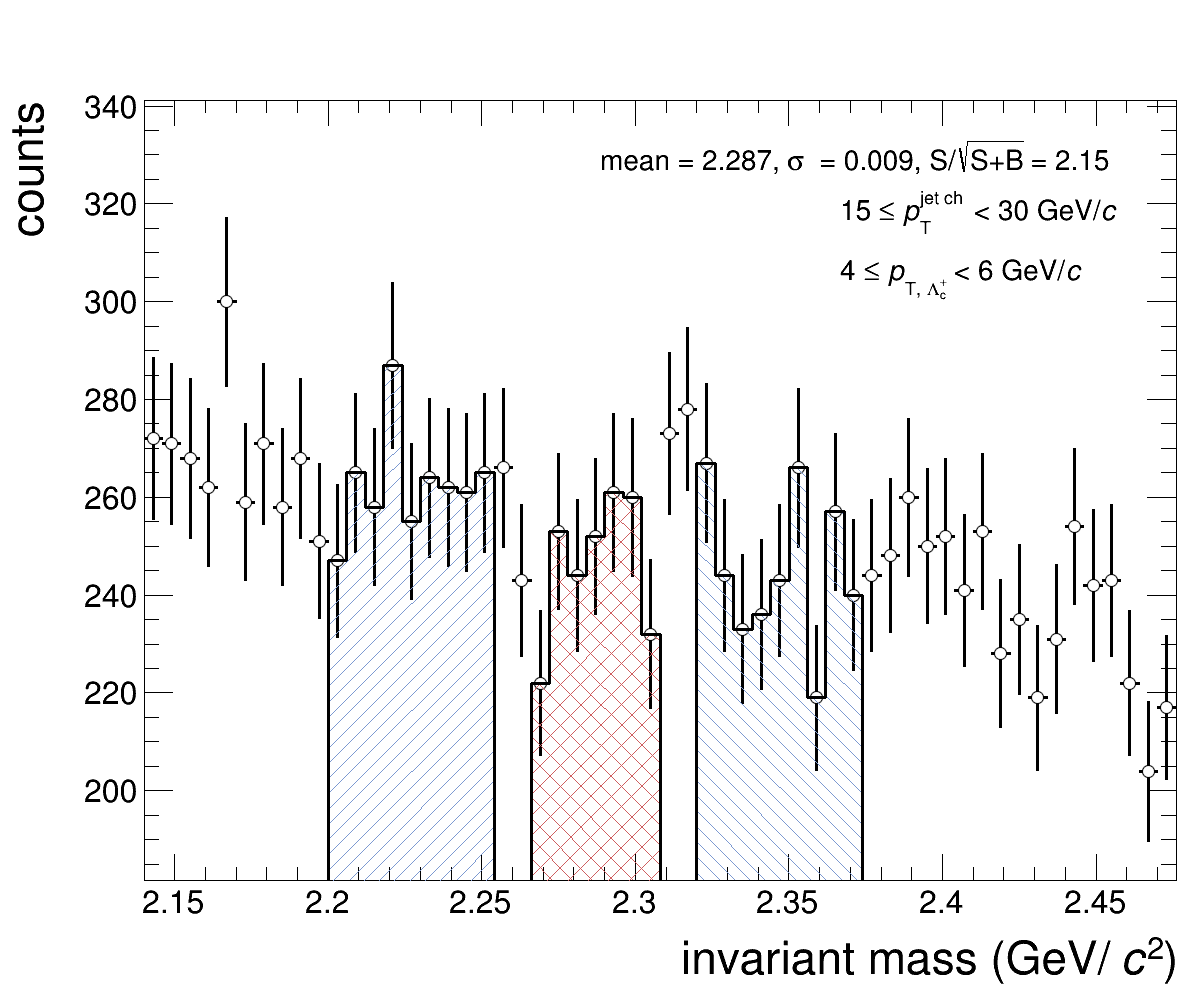 counts
340
320
300
280
260
240
220
200
mean = 2.287, σ = 0.009, S/√S+B = 2.15
15 ≤ p_T^jet ch < 30 GeV/c
4 ≤ p_T, Λ_c^+ < 6 GeV/c
2.15 2.2 2.25 2.3 2.35 2.4 2.45
invariant mass (GeV/ c²)